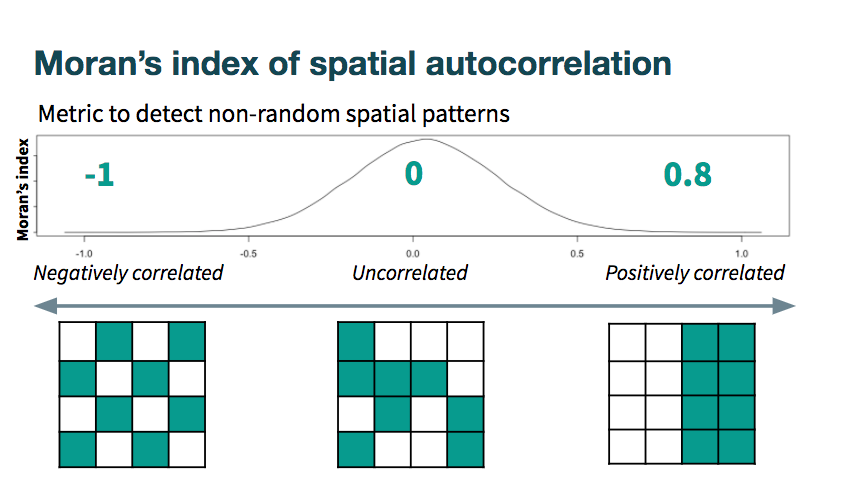 Moran's index of spatial autocorrelation
Metric to detect non-random spatial patterns
Moran's index
-1 0 0.8
-1.0 -0.5 0.0 0.5 1.0
Negatively correlated Uncorrelated Positively correlated